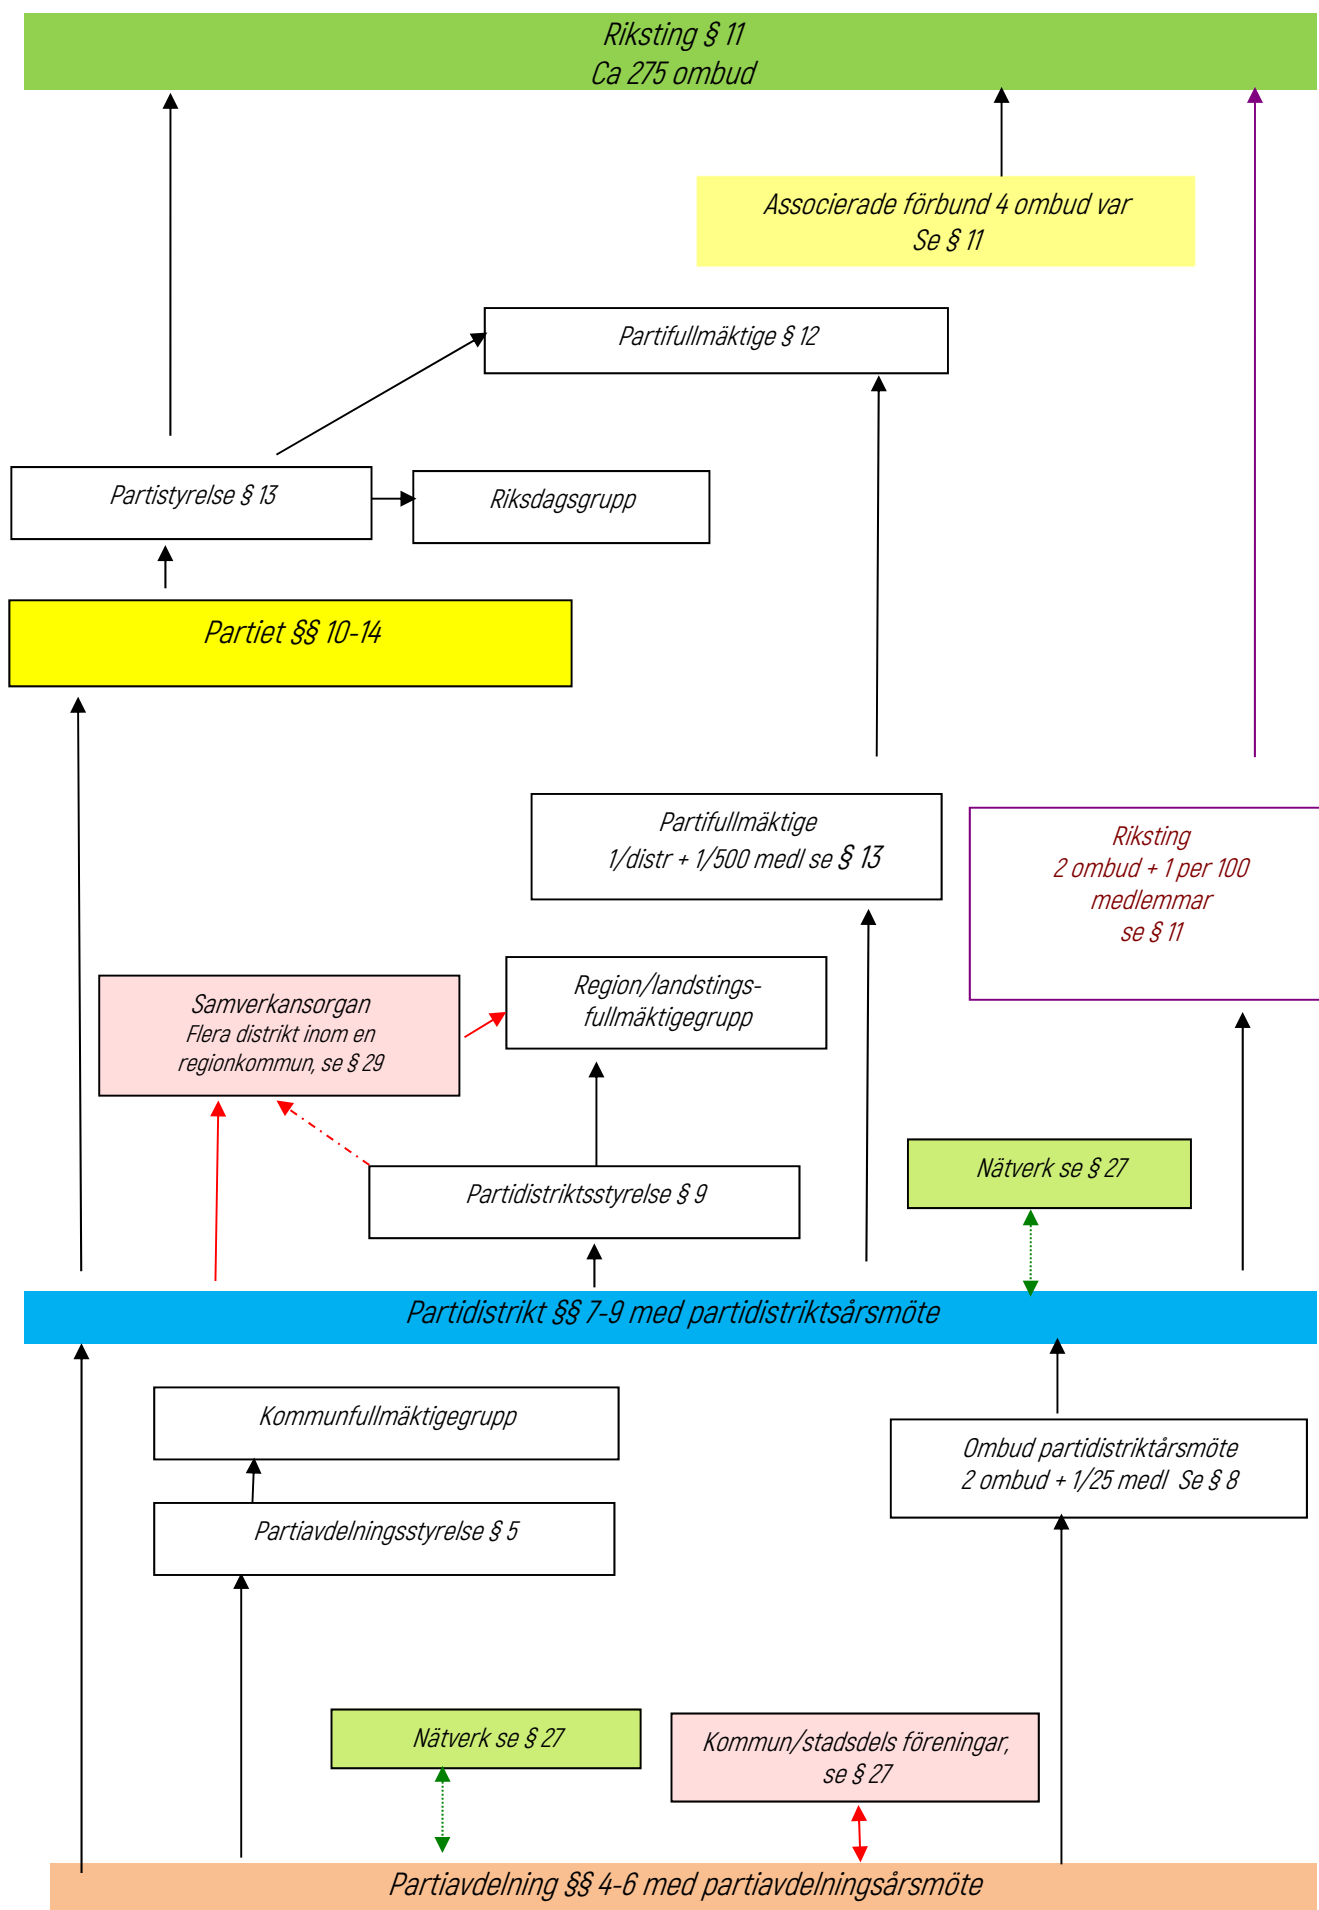 Riksting § 11
Ca 275 ombud
Associerade förbund 4 ombud var
Se § 11
Partifullmäktige § 12
Partistyrelse § 13
Riksdagsgrupp
Partiet §§ 10-14
Partifullmäktige
1/distr + 1/500 medl se § 13
Riksting
2 ombud + 1 per 100
medlemmar
se § 11
Samverkansorgan
Flera distrikt inom en
regionkommun, se § 29
Region/landstings-
fullmäktigegrupp
Nätverk se § 27
Partidistriktsstyrelse § 9
Partidistrikt §§ 7-9 med partidistriktsårsmöte
Kommunfullmäktigegrupp
Ombud partidistriktårsmöte
2 ombud + 1/25 medl  Se § 8
Partiavdelningsstyrelse § 5
Nätverk se § 27
Kommun/stadsdels föreningar,
se § 27
Partiavdelning §§ 4-6 med partiavdelningsårsmöte